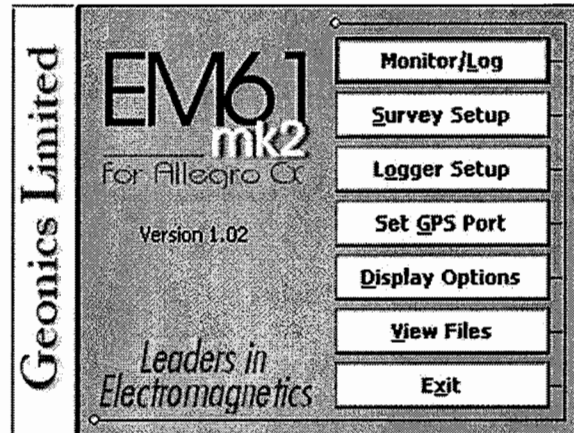 Geonics Limited
EM61
mk2
For Allegro CX
Version 1.02
Leaders in
Electromagnetics
Monitor/Log
Survey Setup
Logger Setup
Set GPS Port
Display Options
View Files
Exit